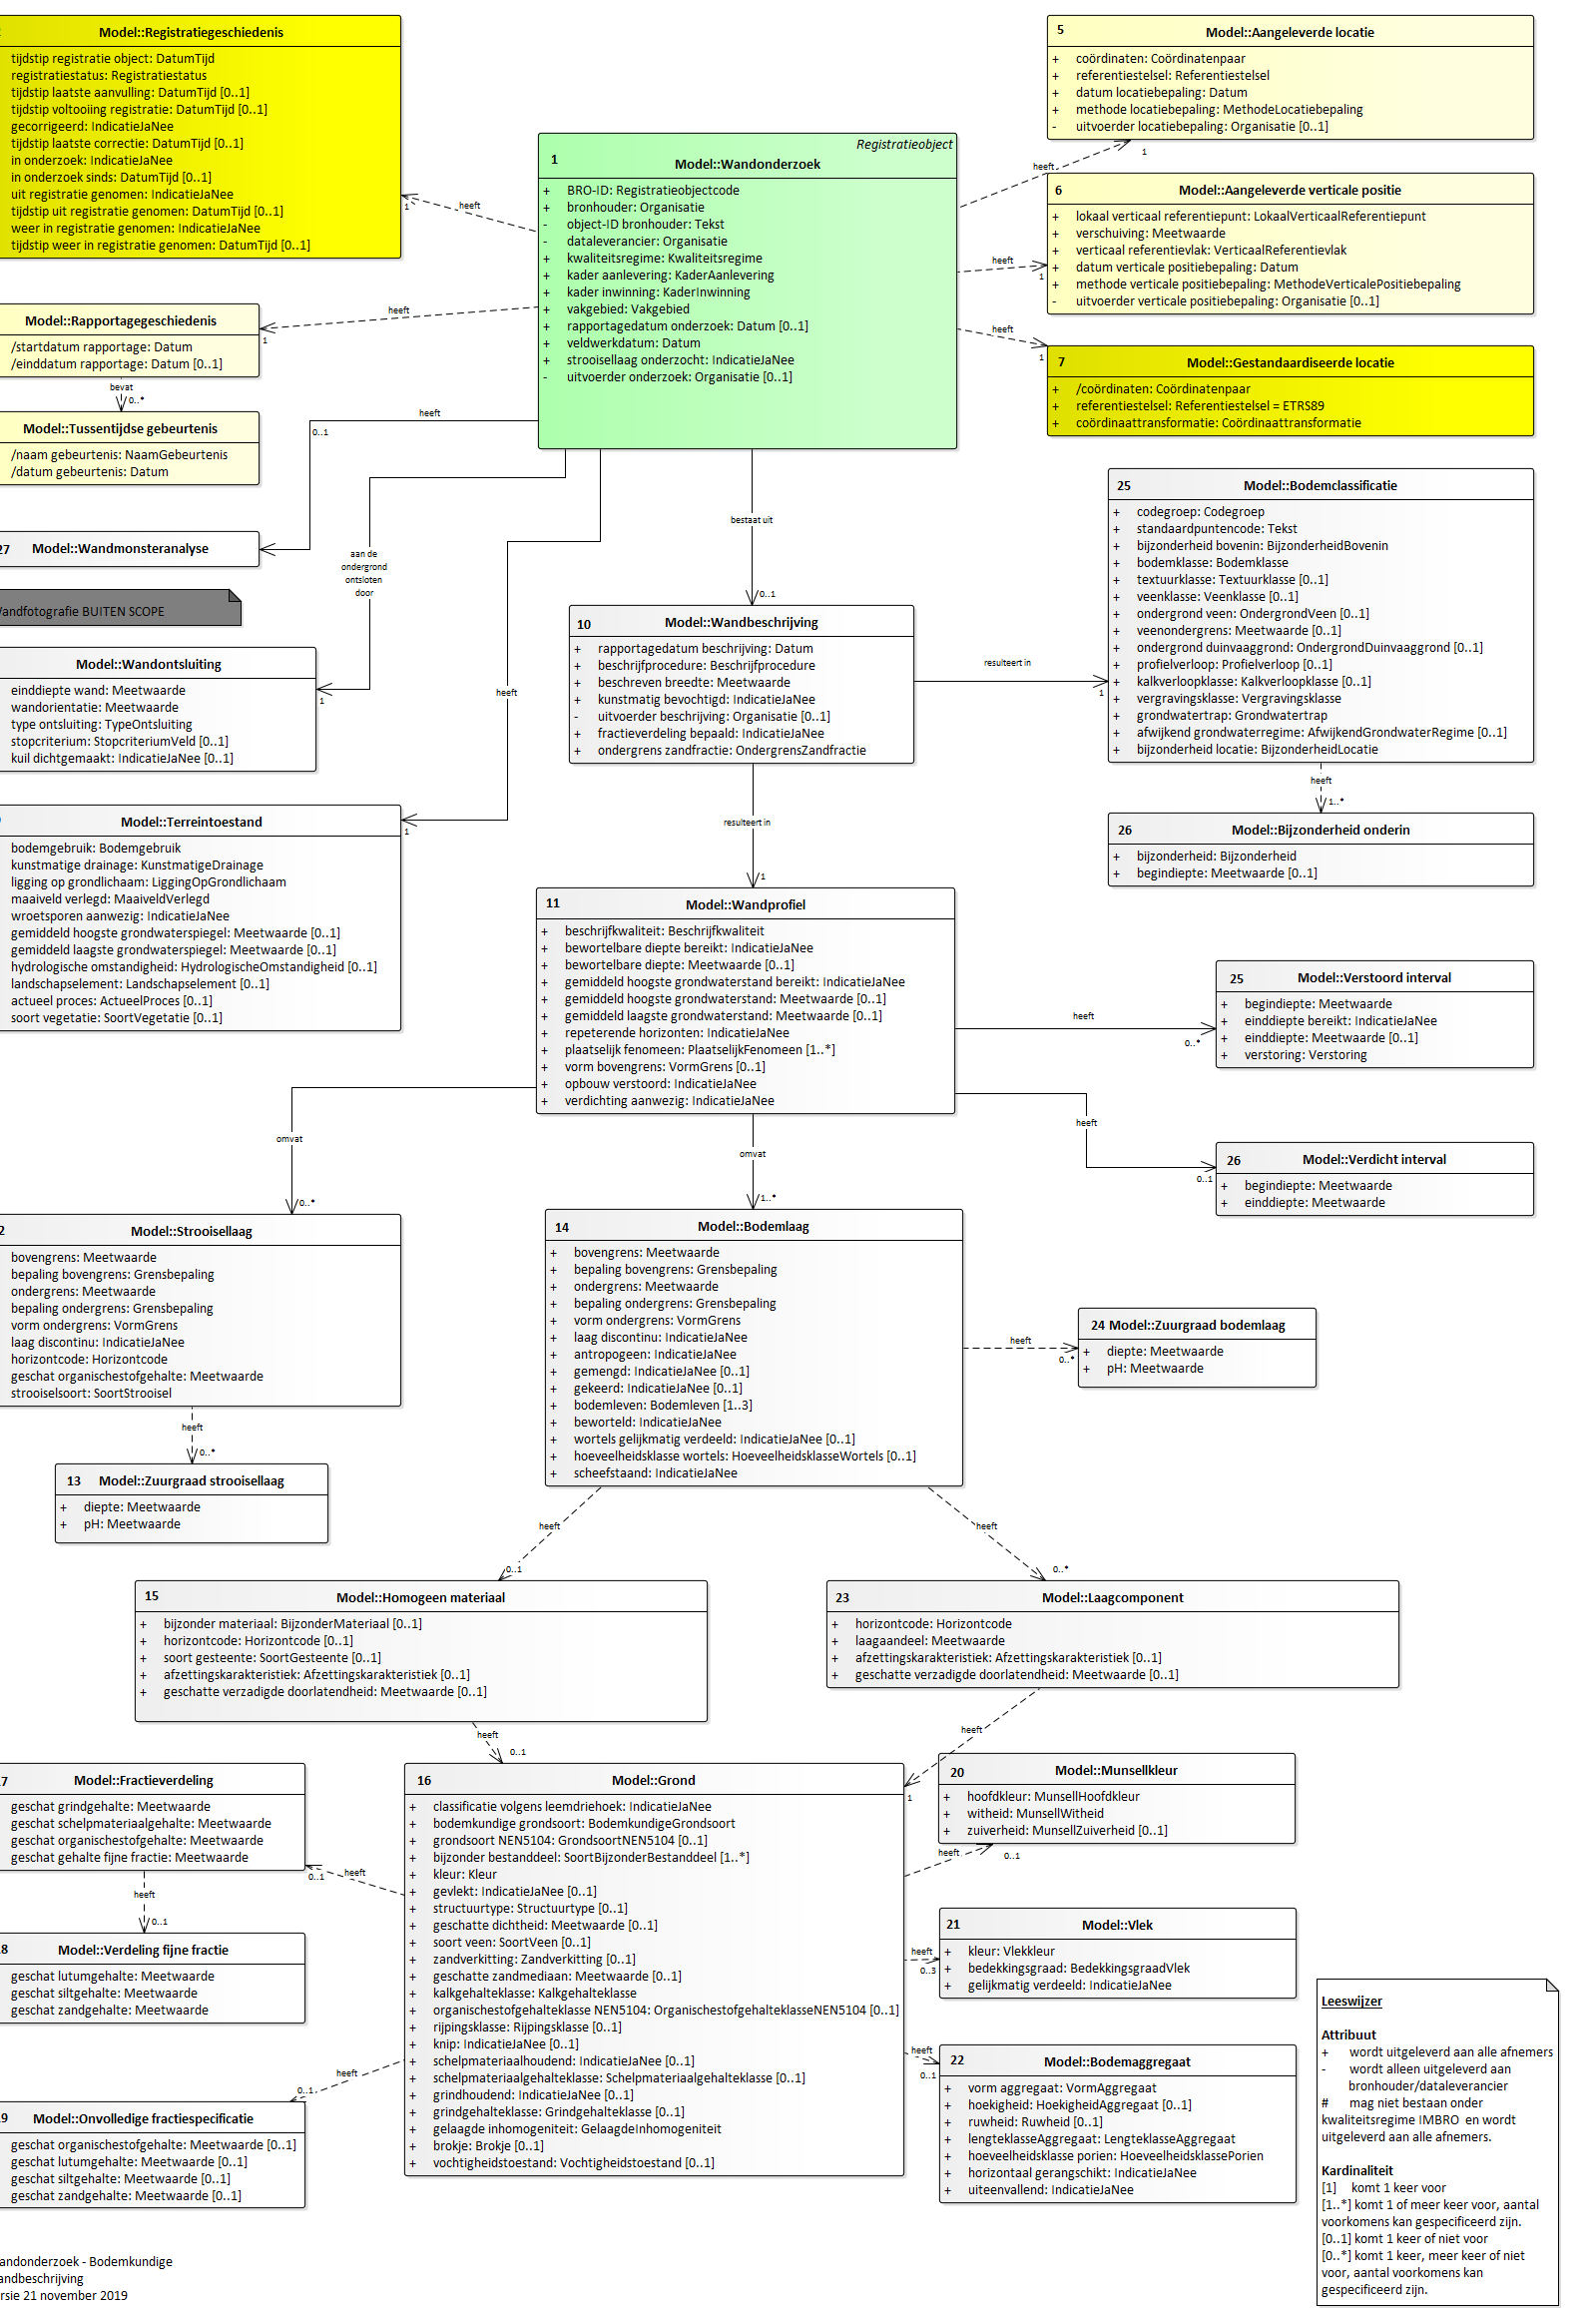 Model::Registratiegeschiedenis
tijdstip registratie object: DatumTijd
registratiestatus: Registratiestatus
tijdstip laatste aanvulling: DatumTijd [0..1]
tijdstip voltooiing registratie: DatumTijd [0..1]
gecorrigeerd: IndicatieJaNee
tijdstip laatste correctie: DatumTijd [0..1]
in onderzoek: IndicatieJaNee
in onderzoek sinds: DatumTijd [0..1]
uit registratie genomen: IndicatieJaNee
tijdstip uit registratie genomen: DatumTijd [0..1]
weer in registratie genomen: IndicatieJaNee
tijdstip weer in registratie genomen: DatumTijd [0..1]
1
heeft
Registratieobject
1 Model::Wandonderzoek
+ BRO-ID: Registratieobjectcode
+ bronhouder: Organisatie
- object-ID bronhouder: Tekst
- dataleverancier: Organisatie
+ kwaliteitsregime: Kwaliteitsregime
+ kader aanlevering: KaderAanlevering
+ kader inwinning: KaderInwinning
+ vakgebied: Vakgebied
+ rapportagedatum onderzoek: Datum [0..1]
+ veldwerkdatum: Datum
+ strooisellaag onderzocht: IndicatieJaNee
- uitvoerder onderzoek: Organisatie [0..1]
5 Model::Aangeleverde locatie
+ coördinaten: Coördinatenpaar
+ referentiestelsel: Referentiestelsel
+ datum locatiebepaling: Datum
+ methode locatiebepaling: MethodeLocatiebepaling
- uitvoerder locatiebepaling: Organisatie [0..1]
heeft
1
6 Model::Aangeleverde verticale positie
+ lokaal verticaal referentiepunt: LokaalVerticaalReferentiepunt
+ verschuiving: Meetwaarde
+ verticaal referentievlak: VerticaalReferentievlak
+ datum verticale positiebepaling: Datum
+ methode verticale positiebepaling: MethodeVerticalePositiebepaling
- uitvoerder verticale positiebepaling: Organisatie [0..1]
heeft
1
7 Model::Gestandaardiseerde locatie
+ /coördinaten: Coördinatenpaar
+ referentiestelsel: Referentiestelsel = ETRS89
+ coördinaattransformatie: Coördinaattransformatie
heeft
1
Model::Rapportagegeschiedenis
/startdatum rapportage: Datum
/einddatum rapportage: Datum [0..1]
heeft
1
bevat
0..*
Model::Tussentijdse gebeurtenis
/naam gebeurtenis: NaamGebeurtenis
/datum gebeurtenis: Datum
heeft
0..1
27 Model::Wandmonsteranalyse
andfotografie BUITEN SCOPE
aan de
ondergrond
ontsloten
door
1
Model::Wandontsluiting
einddiepte wand: Meetwaarde
wandorientatie: Meetwaarde
type ontsluiting: TypeOntsluiting
stopcriterium: StopcriteriumVeld [0..1]
kuil dichtgemaakt: IndicatieJaNee [0..1]
heeft
1
Model::Terreintoestand
bodemgebruik: Bodemgebruik
kunstmatige drainage: KunstmatigeDrainage
ligging op grondlichaam: LiggingOpGrondlichaam
maaiveld verlegd: MaaiveldVerlegd
wroetsporen aanwezig: IndicatieJaNee
gemiddeld hoogste grondwaterspiegel: Meetwaarde [0..1]
gemiddeld laagste grondwaterspiegel: Meetwaarde [0..1]
hydrologische omstandigheid: HydrologischeOmstandigheid [0..1]
landschapselement: Landschapselement [0..1]
actueel proces: ActueelProces [0..1]
soort vegetatie: SoortVegetatie [0..1]
bestaat uit
0..1
10 Model::Wandbeschrijving
+ rapportagedatum beschrijving: Datum
+ beschrijfprocedure: Beschrijfprocedure
+ beschreven breedte: Meetwaarde
+ kunstmatig bevochtigd: IndicatieJaNee
- uitvoerder beschrijving: Organisatie [0..1]
+ fractieverdeling bepaald: IndicatieJaNee
+ ondergrens zandfractie: OndergrensZandfractie
resulteert in
1
25 Model::Bodemclassificatie
+ codegroep: Codegroep
+ standaardpuntencode: Tekst
+ bijzonderheid bovenin: BijzonderheidBovenin
+ bodemklasse: Bodemklasse
+ textuurklasse: Textuurklasse [0..1]
+ veenklasse: Veenklasse [0..1]
+ ondergrond veen: OndergrondVeen [0..1]
+ veenondergrens: Meetwaarde [0..1]
+ ondergrond duinvaaggrond: OndergrondDuinvaaggrond [0..1]
+ profielverloop: Profielverloop [0..1]
+ kalkverloopklasse: Kalkverloopklasse [0..1]
+ vergravingsklasse: Vergravingsklasse
+ grondwatertrap: Grondwatertrap
+ afwijkend grondwaterregime: AfwijkendGrondwaterRegime [0..1]
+ bijzonderheid locatie: BijzonderheidLocatie
heeft
1..*
26 Model::Bijzonderheid onderin
+ bijzonderheid: Bijzonderheid
+ begindiepte: Meetwaarde [0..1]
resulteert in
1
11 Model::Wandprofiel
+ beschrijfkwaliteit: Beschrijfkwaliteit
+ bewortelbare diepte bereikt: IndicatieJaNee
+ bewortelbare diepte: Meetwaarde [0..1]
+ gemiddeld hoogste grondwaterstand bereikt: IndicatieJaNee
+ gemiddeld hoogste grondwaterstand: Meetwaarde [0..1]
+ gemiddeld laagste grondwaterstand: Meetwaarde [0..1]
+ repeterende horizonten: IndicatieJaNee
+ plaatselijk fenomeen: PlaatselijkFenomeen [1..*]
+ vorm bovengrens: VormGrens [0..1]
+ opbouw verstoord: IndicatieJaNee
+ verdichting aanwezig: IndicatieJaNee
heeft
0..*
25 Model::Verstoord interval
+ begindiepte: Meetwaarde
+ einddiepte bereikt: IndicatieJaNee
+ einddiepte: Meetwaarde [0..1]
+ verstoring: Verstoring
heeft
0..1
26 Model::Verdicht interval
+ begindiepte: Meetwaarde
+ einddiepte: Meetwaarde
omvat
0..*
2 Model::Strooisellaag
bovengrens: Meetwaarde
bepaling bovengrens: Grensbepaling
ondergrens: Meetwaarde
bepaling ondergrens: Grensbepaling
vorm ondergrens: VormGrens
laag discontinu: IndicatieJaNee
horizontcode: Horizontcode
geschat organischestofgehalte: Meetwaarde
strooiselsoort: SoortStrooisel
heeft
0..*
13 Model::Zuurgraad strooisellaag
+ diepte: Meetwaarde
+ pH: Meetwaarde
omvat
1..*
14 Model::Bodemlaag
+ bovengrens: Meetwaarde
+ bepaling bovengrens: Grensbepaling
+ ondergrens: Meetwaarde
+ bepaling ondergrens: Grensbepaling
+ vorm ondergrens: VormGrens
+ laag discontinu: IndicatieJaNee
+ antropogeen: IndicatieJaNee
+ gemengd: IndicatieJaNee [0..1]
+ gekeerd: IndicatieJaNee [0..1]
+ bodemleven: Bodemleven [1..3]
+ beworteld: IndicatieJaNee
+ wortels gelijkmatig verdeeld: IndicatieJaNee [0..1]
+ hoeveelheidsklasse wortels: HoeveelheidsklasseWortels [0..1]
+ scheefstaand: IndicatieJaNee
heeft
0..*
24 Model::Zuurgraad bodemlaag
+ diepte: Meetwaarde
+ pH: Meetwaarde
heeft
0..1
15 Model::Homogeen materiaal
+ bijzonder materiaal: BijzonderMateriaal [0..1]
+ horizontcode: Horizontcode [0..1]
+ soort gesteente: SoortGesteente [0..1]
+ afzettingskarakteristiek: Afzettingskarakteristiek [0..1]
+ geschatte verzadigde doorlatendheid: Meetwaarde [0..1]
heeft
0..*
23 Model::Laagcomponent
+ horizontcode: Horizontcode
+ laagaandeel: Meetwaarde
+ afzettingskarakteristiek: Afzettingskarakteristiek [0..1]
+ geschatte verzadigde doorlatendheid: Meetwaarde [0..1]
heeft
0..1
heeft
1
7 Model::Fractieverdeling
geschat grindgehalte: Meetwaarde
geschat schelpmateriaalgehalte: Meetwaarde
geschat organischestofgehalte: Meetwaarde
geschat gehalte fijne fractie: Meetwaarde
heeft
0..1
heeft
0..1
8 Model::Verdeling fijne fractie
geschat lutumgehalte: Meetwaarde
geschat siltgehalte: Meetwaarde
geschat zandgehalte: Meetwaarde
heeft
0..1
9 Model::Onvolledige fractiespecificatie
geschat organischestofgehalte: Meetwaarde [0..1]
geschat lutumgehalte: Meetwaarde [0..1]
geschat siltgehalte: Meetwaarde [0..1]
geschat zandgehalte: Meetwaarde [0..1]
16 Model::Grond
+ classificatie volgens leemdriehoek: IndicatieJaNee
+ bodemkundige grondsoort: BodemkundigeGrondsoort
+ grondsoort NEN5104: GrondsoortNEN5104 [0..1]
+ bijzonder bestanddeel: SoortBijzonderBestanddeel [1..*]
+ kleur: Kleur
+ gevlekt: IndicatieJaNee [0..1]
+ structuurtype: Structuurtype [0..1]
+ geschatte dichtheid: Meetwaarde [0..1]
+ soort veen: SoortVeen [0..1]
+ zandverkitting: Zandverkitting [0..1]
+ geschatte zandmediaan: Meetwaarde [0..1]
+ kalkgehalteklasse: Kalkgehalteklasse
+ organischestofgehalteklasse NEN5104: OrganischestofgehalteklasseNEN5104 [0..1]
+ rijpingsklasse: Rijpingsklasse [0..1]
+ knip: IndicatieJaNee [0..1]
+ schelpmateriaalhoudend: IndicatieJaNee [0..1]
+ schelpmateriaalgehalteklasse: Schelpmateriaalgehalteklasse [0..1]
+ grindhoudend: IndicatieJaNee [0..1]
+ grindgehalteklasse: Grindgehalteklasse [0..1]
+ gelaagde inhomogeniteit: GelaagdeInhomogeniteit
+ brokje: Brokje [0..1]
+ vochtigheidstoestand: Vochtigheidstoestand [0..1]
20 Model::Munsellkleur
+ hoofdkleur: MunsellHoofdkleur
+ witheid: MunsellWitheid
+ zuiverheid: MunsellZuiverheid [0..1]
heeft
0..1
21 Model::Vlek
+ kleur: Vlekkleur
+ bedekkingsgraad: BedekkingsgraadVlek
+ gelijkmatig verdeeld: IndicatieJaNee
heeft
0..3
22 Model::Bodemaggregaat
+ vorm aggregaat: VormAggregaat
+ hoekigheid: HoekigheidAggregaat [0..1]
+ ruwheid: Ruwheid [0..1]
+ lengteklasseAggregaat: LengteklasseAggregaat
+ hoeveelheidsklasse porien: HoeveelheidsklassePorien
+ horizontaal gerangschikt: IndicatieJaNee
+ uiteenvallend: IndicatieJaNee
heeft
0..1
Leeswijzer
Attribuut
+ wordt uitgeleverd aan alle afnemers
- wordt alleen uitgeleverd aan
bronhouder/dataleverancier
# mag niet bestaan onder
kwaliteitsregime IMBRO en wordt
uitgeleverd aan alle afnemers.
Kardinaliteit
[1] komt 1 keer voor
[1..*] komt 1 of meer keer voor, aantal
voorkomens kan gespecificeerd zijn.
[0..1] komt 1 keer of niet voor
[0..*] komt 1 keer, meer keer of niet
voor, aantal voorkomens kan
gespecificeerd zijn.
andonderzoek - Bodemkundige
andbeschrijving
rsie 21 november 2019